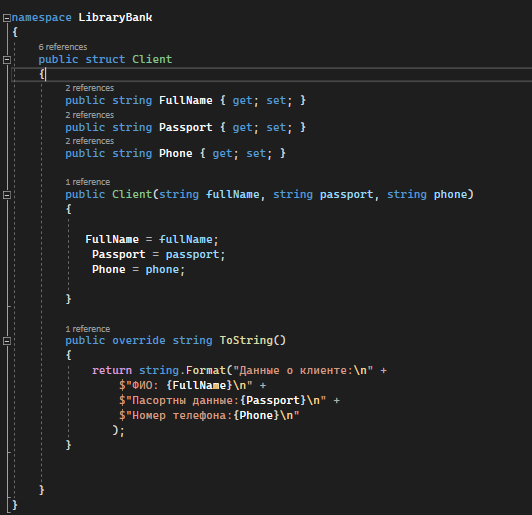 namespace LibraryBank
{
6 references
public struct Client
{
2 references
public string FullName { get; set; }
2 references
public string Passport { get; set; }
2 references
public string Phone { get; set; }
1 reference
public Client(string fullName, string passport, string phone)
{
FullName = fullName;
Passport = passport;
Phone = phone;
}
1 reference
public override string ToString()
{
return string.Format("Данные о клиенте:\n" +
$"ФИО: {FullName}\n" +
$"Пасортны данные:{Passport}\n" +
$"Номер телефона:{Phone}\n"
);
}
}
}